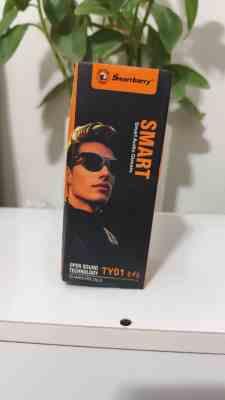 Smartberry
SMART
Smart Audio Glasses
OPEN SOUND
TECHNOLOGY
TY01